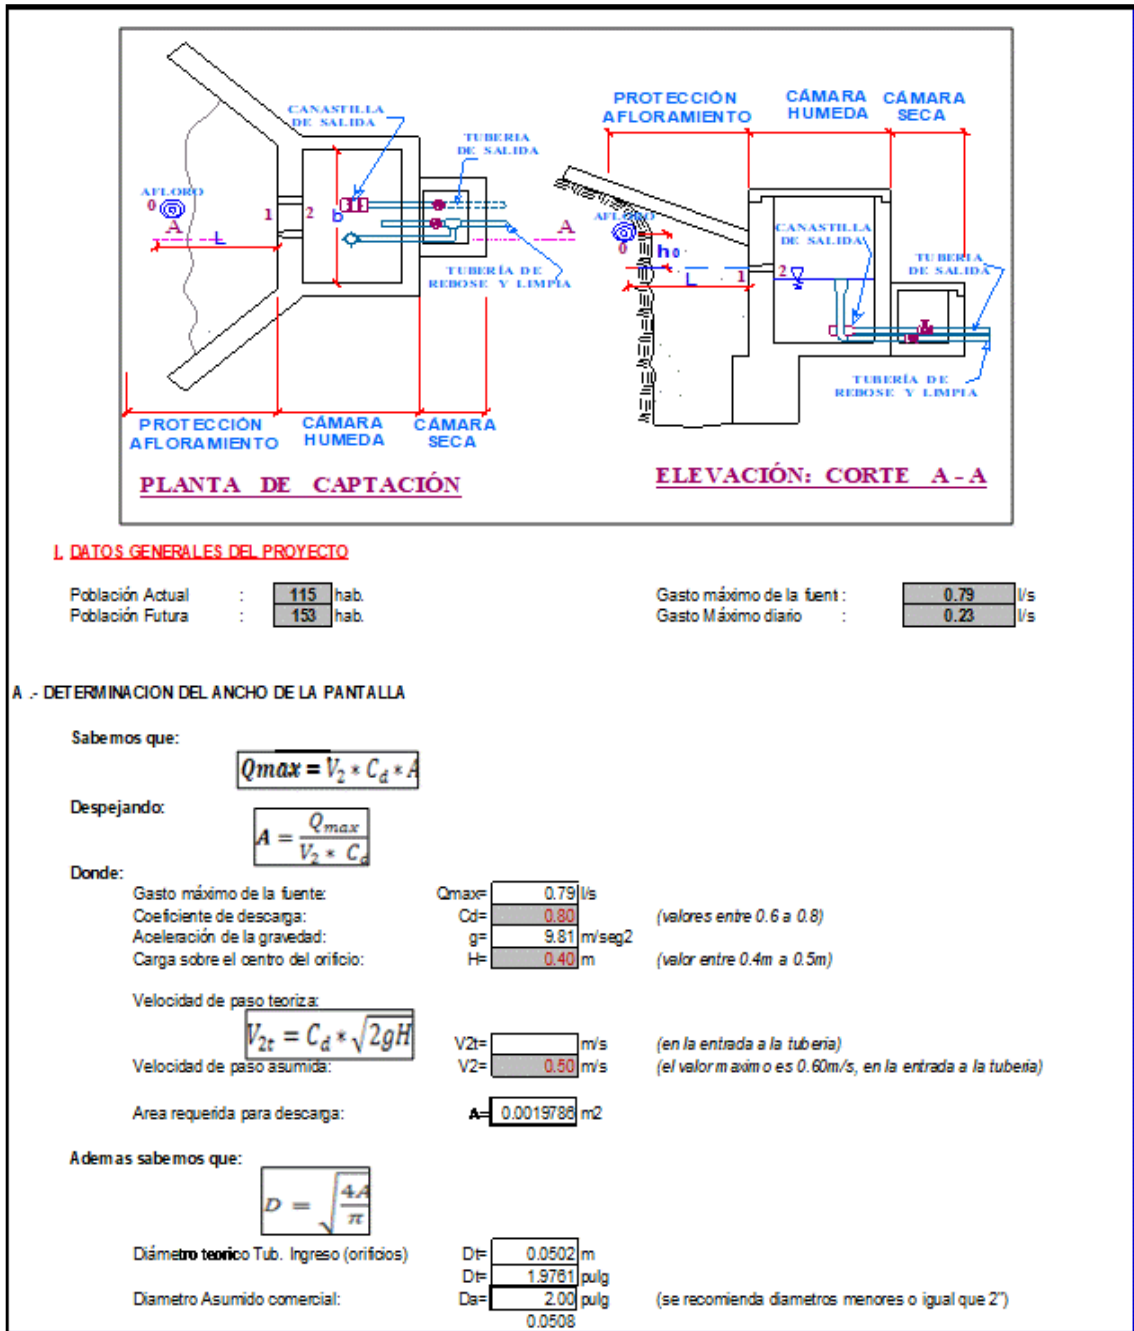 CANASTILLA
DE SALIDA
TUBERIA
DE SALIDA
AFLORO
0
A
L
1
2
b
A
TUBERÍA DE
REBOSE Y LIMPIA
PROTECCIÓN
AFLORAMIENTO
CÁMARA
HUMEDA
CÁMARA
SECA
PLANTA DE CAPTACIÓN
PROTECCIÓN
AFLORAMIENTO
CÁMARA
HUMEDA
CÁMARA
SECA
AFLORO
0
h0
L
1
2
CANASTILLA
DE SALIDA
TUBERIA
DE SALIDA
TUBERÍA DE
REBOSE Y LIMPIA
ELEVACIÓN: CORTE A - A
I. DATOS GENERALES DEL PROYECTO
Población Actual : 115 hab. Gasto máximo de la fuent : 0.79 l/s
Población Futura : 153 hab. Gasto Máximo diario : 0.23 l/s
A .- DETERMINACION DEL ANCHO DE LA PANTALLA
Sabemos que:
Qmax = V₂ * C_d * A
Despejando:
A = Q_max / (V₂ * C_d)
Donde:
Gasto máximo de la fuente: Qmax= 0.79 l/s
Coeficiente de descarga: Cd= 0.80 (valores entre 0.6 a 0.8)
Aceleración de la gravedad: g= 9.81 m/seg2
Carga sobre el centro del orificio: H= 0.40 m (valor entre 0.4m a 0.5m)
Velocidad de paso teoriza:
V₂t = C_d * √2gH
V2t= m/s (en la entrada a la tuberia)
Velocidad de paso asumida: V2= 0.50 m/s (el valor maximo es 0.60m/s, en la entrada a la tuberia)
Area requerida para descarga: A= 0.0019786 m2
Ademas sabemos que:
D = √(4A/π)
Diámetro teorico Tub. Ingreso (orificios) Dt= 0.0502 m
Dt= 1.9761 pulg
Diametro Asumido comercial: Da= 2.00 pulg (se recomienda diametros menores o igual que 2")
0.0508